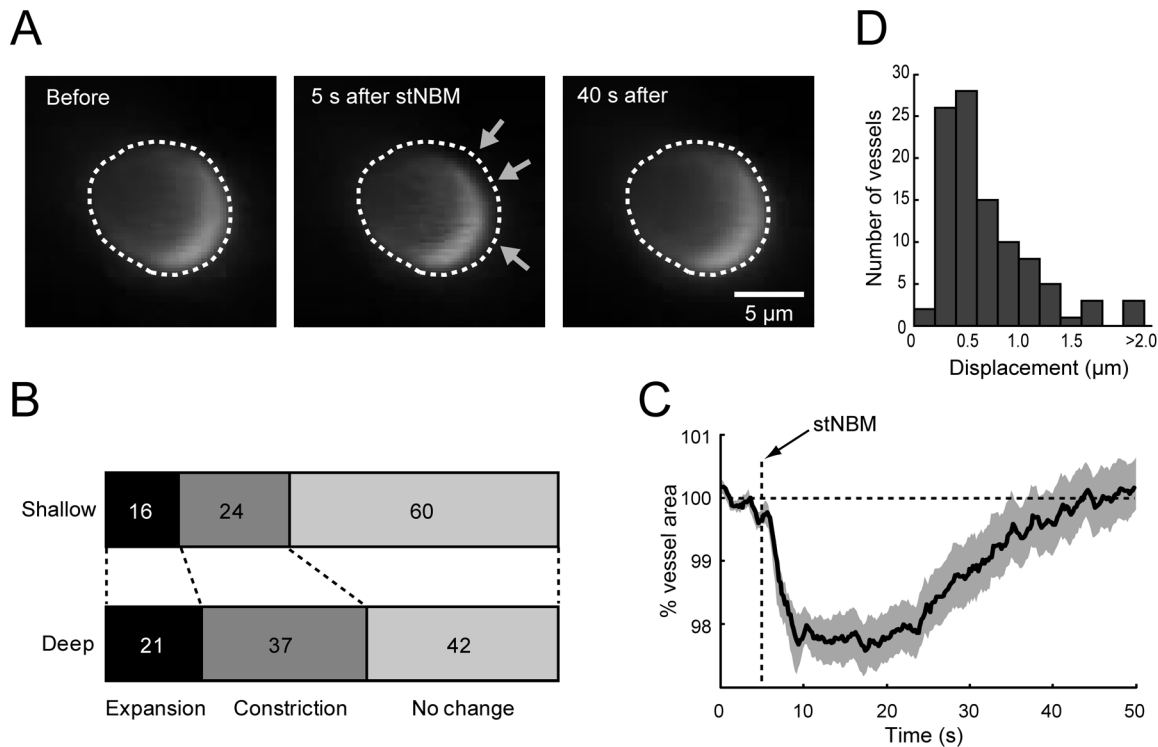 A
Before
5 s after stNBM
40 s after
5 µm
B
Shallow
16
24
60
Deep
21
37
42
Expansion
Constriction
No change
D
Number of vessels
30
25
20
15
10
5
0
0
0.5
1.0
1.5
>2.0
Displacement (µm)
C
stNBM
% vessel area
101
100
99
98
0
10
20
30
40
50
Time (s)